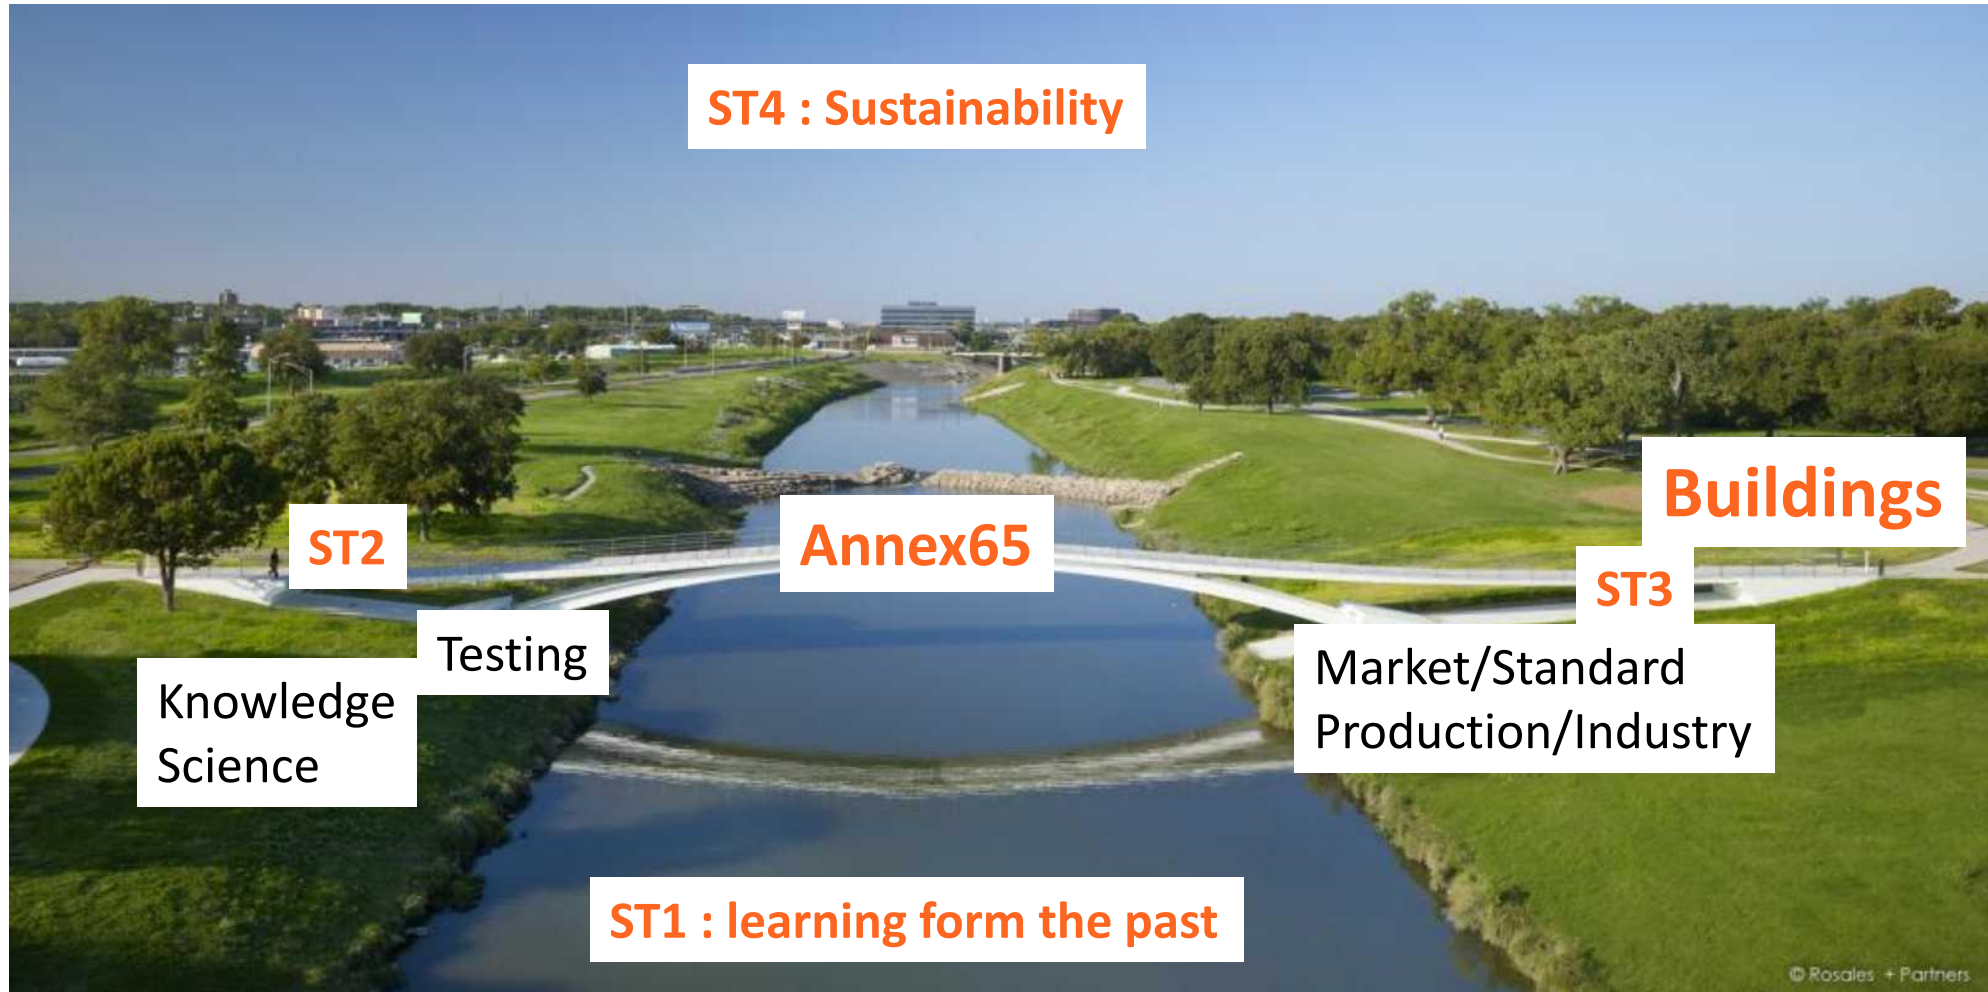 ST4 : Sustainability
Buildings
ST2
Annex65
ST3
Testing
Knowledge
Science
Market/Standard
Production/Industry
ST1 : learning form the past
© Rosales + Partners